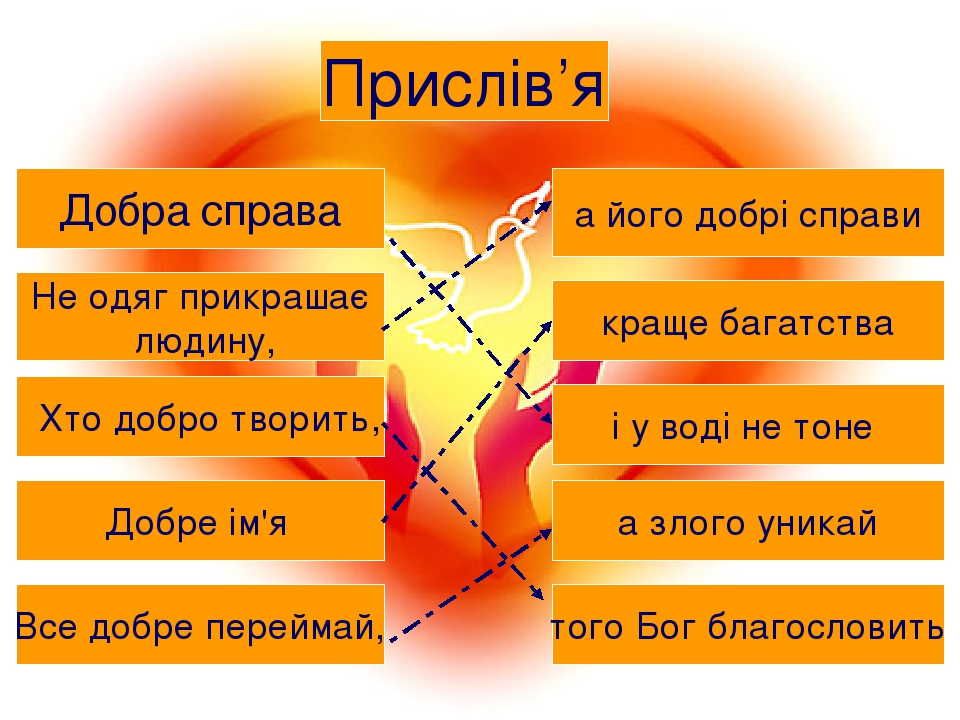 Прислів’я
Добра справа
Не одяг прикрашає
людину,
Хто добро творить,
Добре ім'я
Все добре переймай,
а його добрі справи
краще багатства
і у воді не тоне
а злого уникай
того Бог благословить